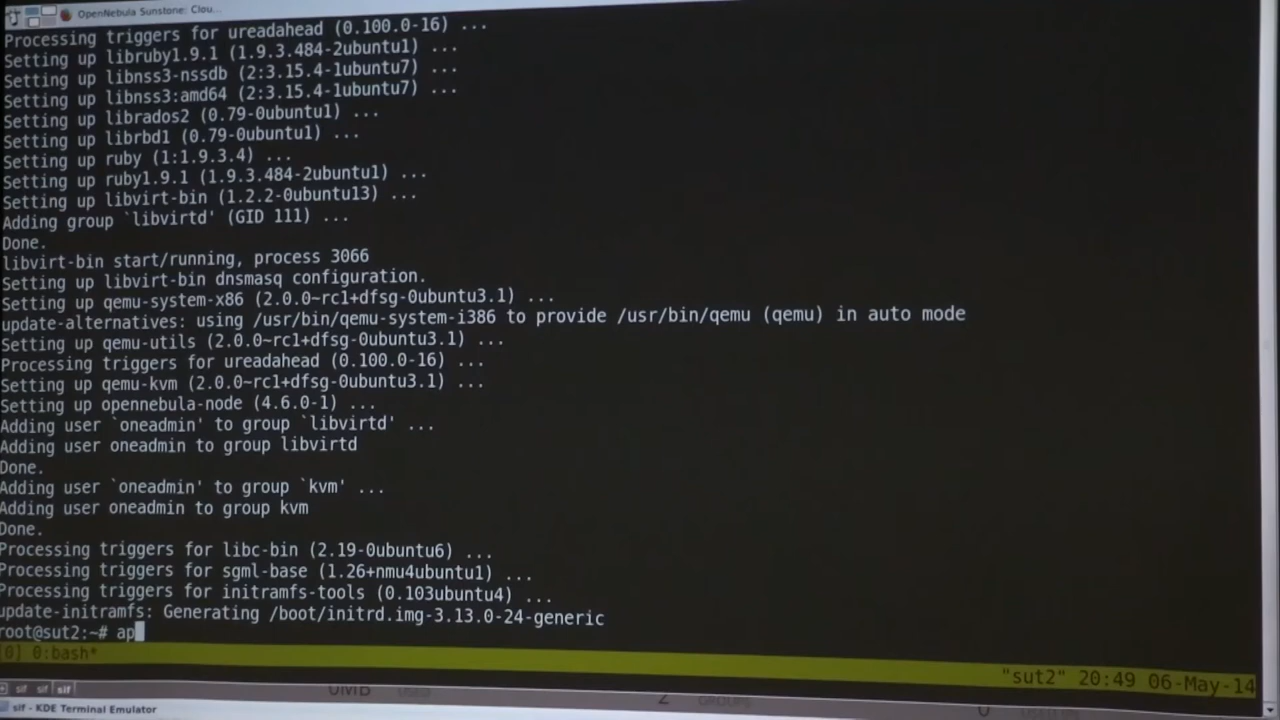 OpenNebula Sunstone: Clou...
Processing triggers for ureadahead (0.100.0-16) ...
Setting up libruby1.9.1 (1.9.3.484-2ubuntu1) ...
Setting up libnss3-nssdb (2:3.15.4-1ubuntu7) ...
Setting up libnss3:amd64 (2:3.15.4-1ubuntu7) ...
Setting up librados2 (0.79-0ubuntu1) ...
Setting up librbd1 (0.79-0ubuntu1) ...
Setting up ruby (1:1.9.3.4) ...
Setting up ruby1.9.1 (1.9.3.484-2ubuntu1) ...
Setting up libvirt-bin (1.2.2-0ubuntu13) ...
Adding group `libvirtd' (GID 111) ...
Done.
libvirt-bin start/running, process 3066
Setting up libvirt-bin dnsmasq configuration.
Setting up qemu-system-x86 (2.0.0~rc1+dfsg-0ubuntu3.1) ...
update-alternatives: using /usr/bin/qemu-system-i386 to provide /usr/bin/qemu (qemu) in auto mode
Setting up qemu-utils (2.0.0~rc1+dfsg-0ubuntu3.1) ...
Processing triggers for ureadahead (0.100.0-16) ...
Setting up qemu-kvm (2.0.0~rc1+dfsg-0ubuntu3.1) ...
Setting up opennebula-node (4.6.0-1) ...
Adding user `oneadmin' to group `libvirtd' ...
Adding user oneadmin to group libvirtd
Done.
Adding user `oneadmin' to group `kvm' ...
Adding user oneadmin to group kvm
Done.
Processing triggers for libc-bin (2.19-0ubuntu6) ...
Processing triggers for sgml-base (1.26+nmu4ubuntu1) ...
Processing triggers for initramfs-tools (0.103ubuntu4) ...
update-initramfs: Generating /boot/initrd.img-3.13.0-24-generic
root@sut2:~# ap
[0] 0:bash* "sut2" 20:49 06-May-14
slf slf slf 0MB USED 2 GROUPS 0
slf - KDE Terminal Emulator